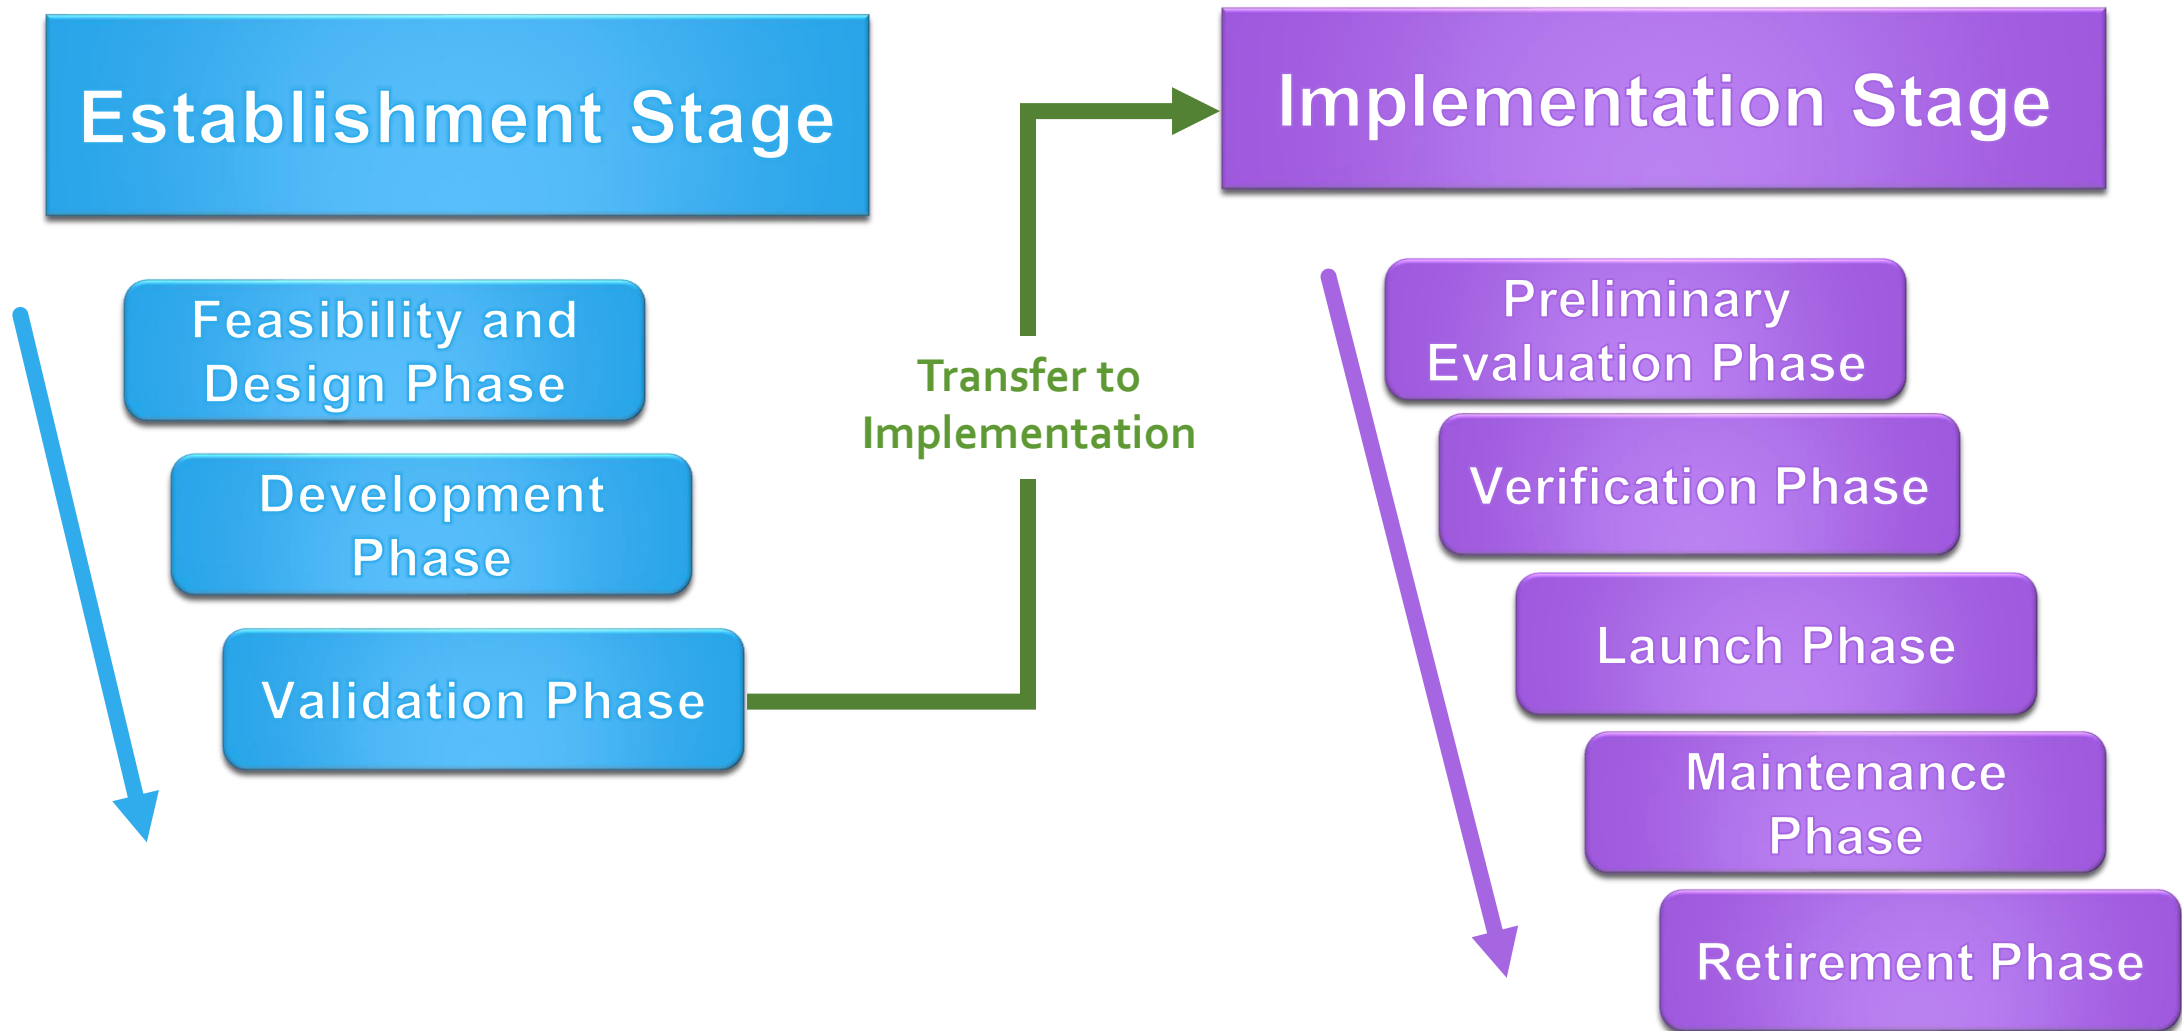 Establishment Stage
Feasibility and
Design Phase
Development
Phase
Validation Phase
Transfer to
Implementation
Implementation Stage
Preliminary
Evaluation Phase
Verification Phase
Launch Phase
Maintenance
Phase
Retirement Phase